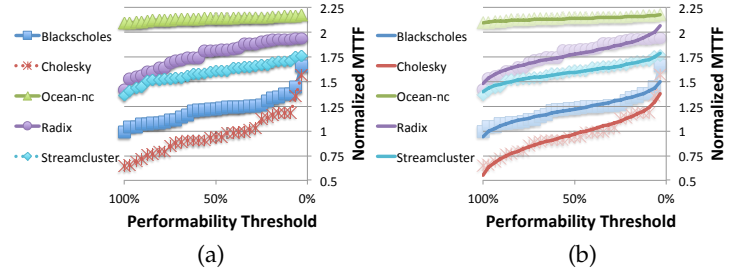 Blackscholes
Cholesky
Ocean-nc
Radix
Streamcluster
2.25
2
1.75
1.5
1.25
1
0.75
0.5
Normalized MTTF
100%
50%
0%
Performability Threshold
(a)
Blackscholes
Cholesky
Ocean-nc
Radix
Streamcluster
2.25
2
1.75
1.5
1.25
1
0.75
0.5
Normalized MTTF
100%
50%
0%
Performability Threshold
(b)